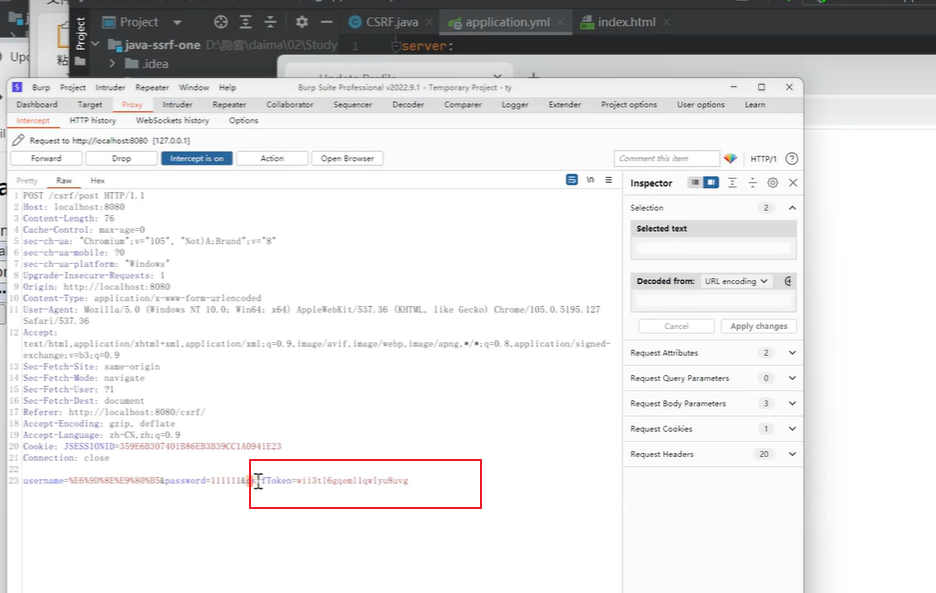 Project
CSRF.java
application.yml
index.html
Project
java-ssrf-one D:\隐雾\daima\02\Study
1
server:
.idea
Update Profile
Burp Project Intruder Repeater Window Help
Burp Suite Professional v2022.9.1 - Temporary Project - ty
Dashboard Target Proxy Intruder Repeater Collaborator Sequencer Decoder Comparer Logger Extender Project options User options Learn
Intercept HTTP history WebSockets history Options
Request to http://localhost:8080 [127.0.0.1]
Forward Drop Intercept is on Action Open Browser Comment this item HTTP/1
Pretty Raw Hex \n
1 POST /csrf/post HTTP/1.1
2 Host: localhost:8080
3 Content-Length: 76
4 Cache-Control: max-age=0
5 sec-ch-ua: "Chromium";v="105", "Not)A;Brand";v="8"
6 sec-ch-ua-mobile: ?0
7 sec-ch-ua-platform: "Windows"
8 Upgrade-Insecure-Requests: 1
9 Origin: http://localhost:8080
10 Content-Type: application/x-www-form-urlencoded
11 User-Agent: Mozilla/5.0 (Windows NT 10.0; Win64; x64) AppleWebKit/537.36 (KHTML, like Gecko) Chrome/105.0.5195.127
Safari/537.36
12 Accept:
text/html,application/xhtml+xml,application/xml;q=0.9,image/avif,image/webp,image/apng,*/*;q=0.8,application/signed-
exchange;v=b3;q=0.9
13 Sec-Fetch-Site: same-origin
14 Sec-Fetch-Mode: navigate
15 Sec-Fetch-User: ?1
16 Sec-Fetch-Dest: document
17 Referer: http://localhost:8080/csrf/
18 Accept-Encoding: gzip, deflate
19 Accept-Language: zh-CN,zh;q=0.9
20 Cookie: JSESSIONID=359E6B307401B86EB3B39CC1A0941E23
21 Connection: close
22
23 username=%E6%9D%8E%E9%80%B5&password=111111&csrfToken=wii3tl6gqemllqwlyu8uvg
Inspector
Selection 2
Selected text
Decoded from: URL encoding
Cancel Apply changes
Request Attributes 2
Request Query Parameters 0
Request Body Parameters 3
Request Cookies 1
Request Headers 20